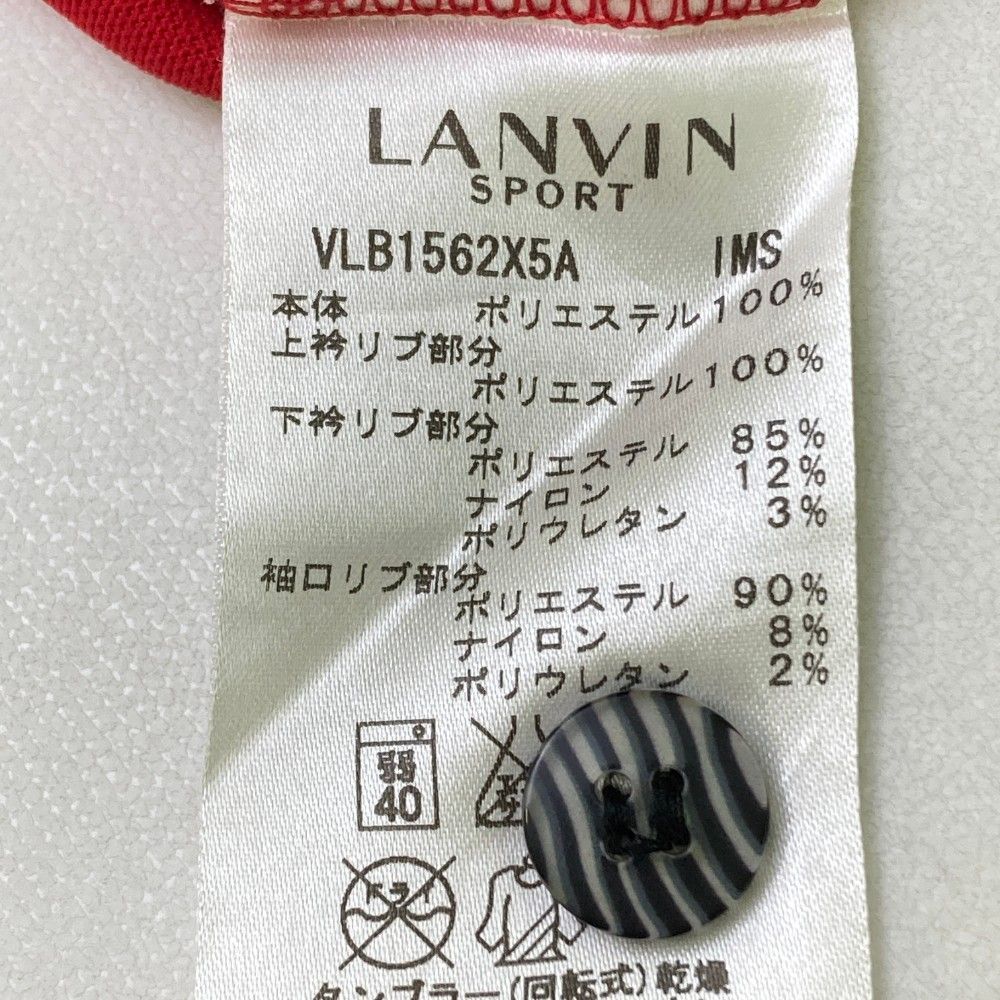 LANVIN
SPORT
VLB1562X5A IMS
本体 ポリエステル100%
上衿リブ部分
ポリエステル100%
下衿リブ部分
ポリエステル 85%
ナイロン 12%
ポリウレタン 3%
袖口リブ部分
ポリエステル 90%
ナイロン 8%
ポリウレタン 2%
弱
40
ドライ
タンブラー(回転式)乾燥